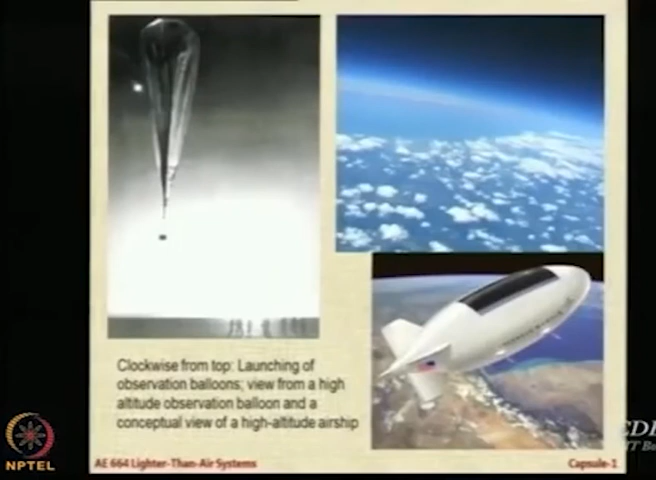 Clockwise from top: Launching of
observation balloons; view from a high
altitude observation balloon and a
conceptual view of a high-altitude airship
NPTEL
AE 664 Lighter-Than-Air Systems
Capsule-1